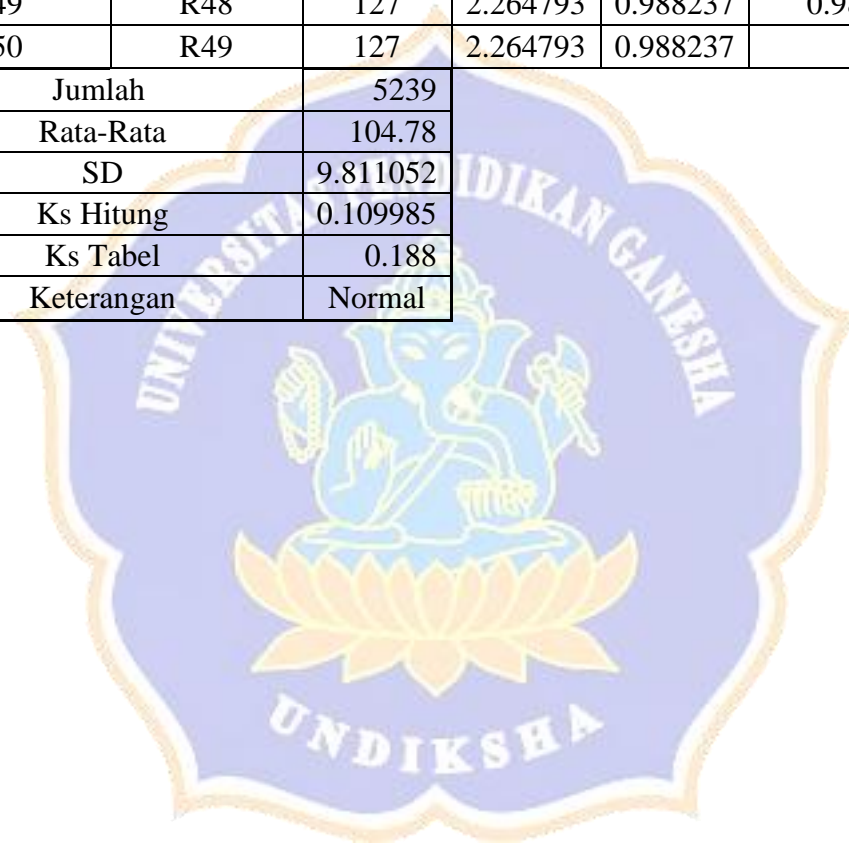 49 R48 127 2.264793 0.988237
50 R49 127 2.264793 0.988237
Jumlah 5239
Rata-Rata 104.78
SD 9.811052
Ks Hitung 0.109985
Ks Tabel 0.188
Keterangan Normal
UNIVERSITAS PENDIDIKAN GANESHA
UNDIKSHA